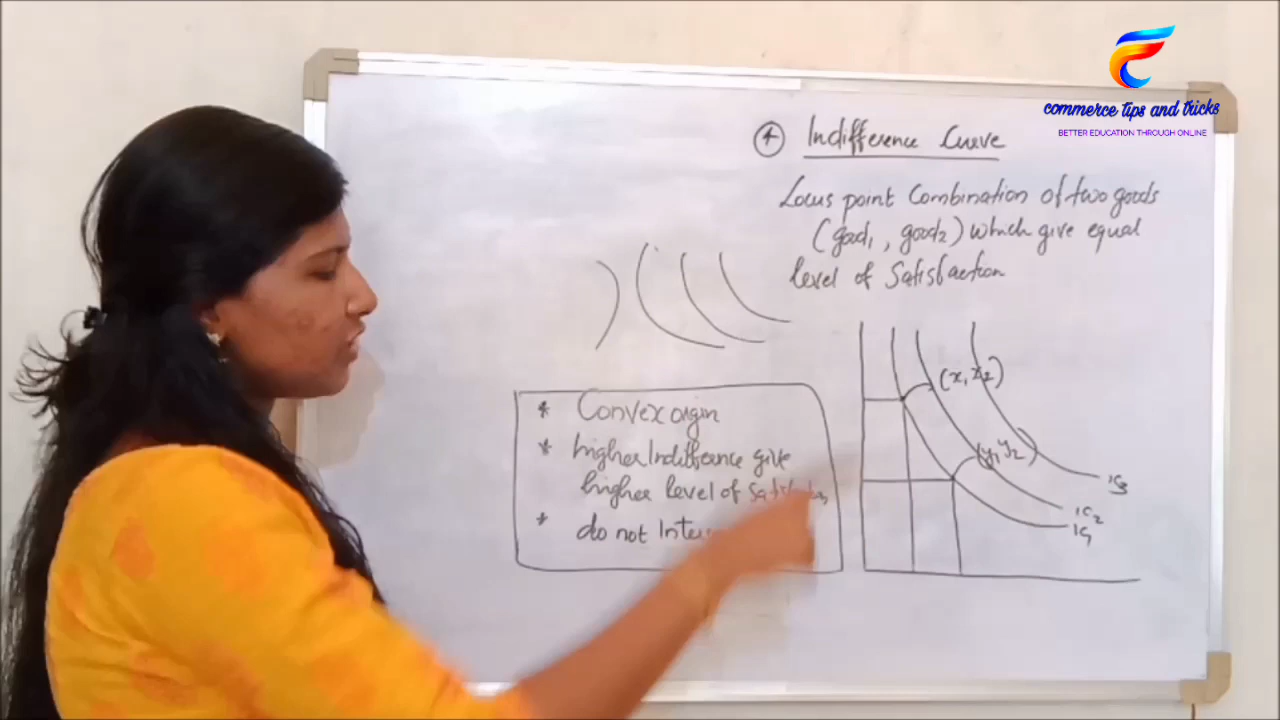 commerce tips and tricks
BETTER EDUCATION THROUGH ONLINE
④ Indifference Curve
Locus point Combination of two goods
(good1, good2) which give equal
level of Satisfaction
* Convex origin
* higher Indifference give
higher level of
* do not
(x1 x2)
(y1 y2)
IC3
IC2
IC1